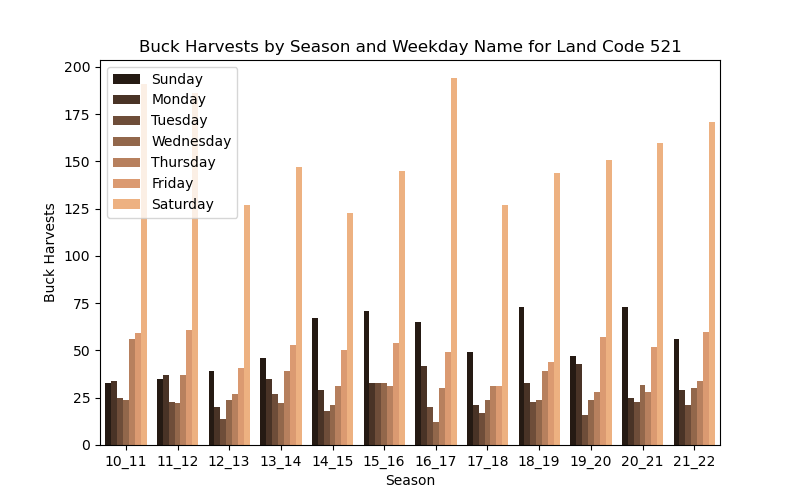 Buck Harvests by Season and Weekday Name for Land Code 521
200
175
150
125
100
75
50
25
0
Buck Harvests
Sunday
Monday
Tuesday
Wednesday
Thursday
Friday
Saturday
10_11 11_12 12_13 13_14 14_15 15_16 16_17 17_18 18_19 19_20 20_21 21_22
Season